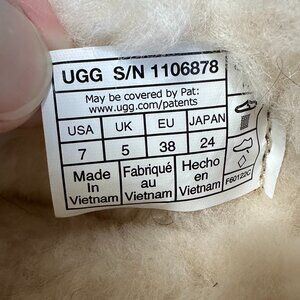 UGG S/N 1106878
May be covered by Pat:
www.ugg.com/patents
USA UK EU JAPAN
7 5 38 24
Made Fabriqué Hecho
In au en
Vietnam Vietnam Vietnam
F60122C